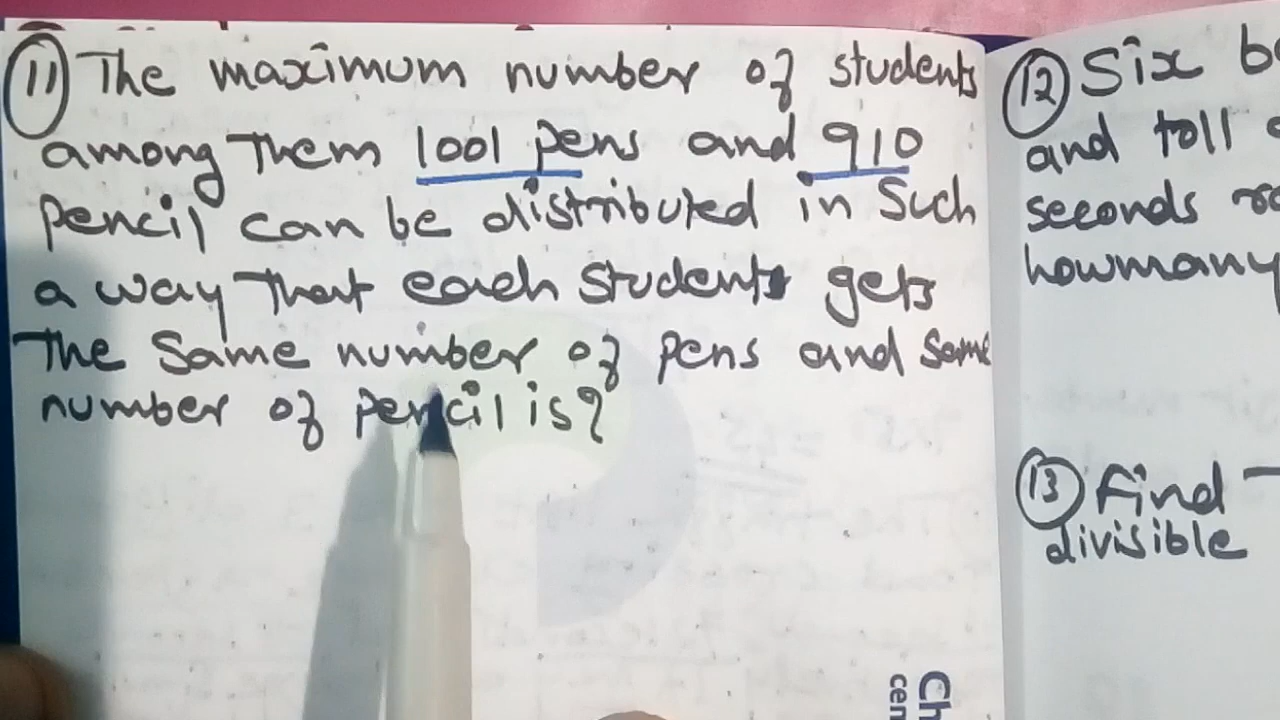 11 The maximum number of students
among them 1001 pens and 910
pencil can be distributed in such
a way that each students gets
the same number of pens and same
number of pencil is?
12 Six
and toll
seconds
howmany
13 Find
divisible